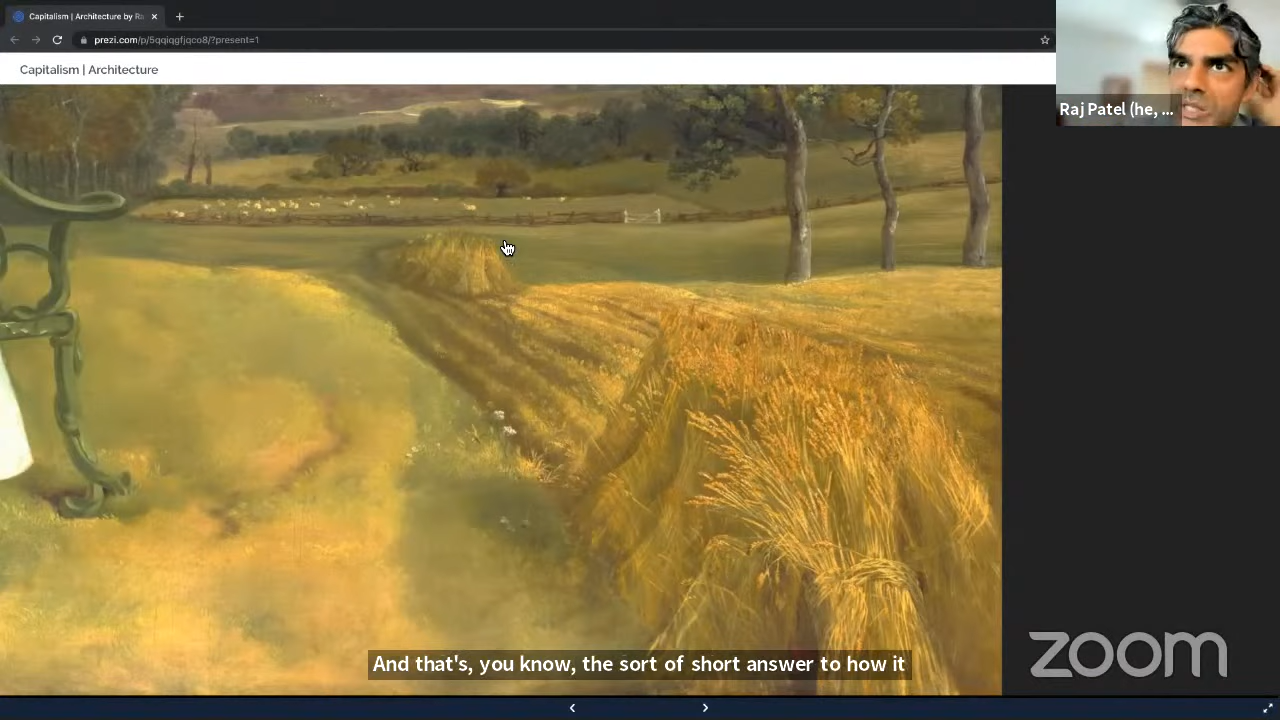 Capitalism | Architecture by Ra
prezi.com/p/5qqiqgfjqco8/?present=1
Capitalism | Architecture
Raj Patel (he, ...
And that's, you know, the sort of short answer to how it
zoom